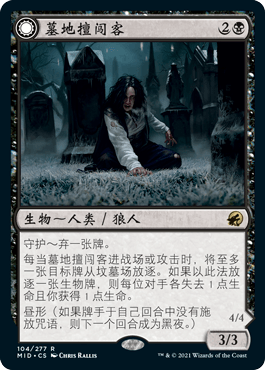 墓地擅闯客 2
生物~人类 / 狼人
守护~弃一张牌。
每当墓地擅闯客进战场或攻击时，将至多
一张目标牌从坟墓场放逐。如果以此法放
逐一张生物牌，则每位对手各失去1点生
命且你获得1点生命。
昼形（如果牌手于自己回合中没有施
放咒语，则下一个回合成为黑夜。）
4/4
3/3
104/277 R
MID • CS CHRIS RALLIS
™ & © 2021 Wizards of the Coast